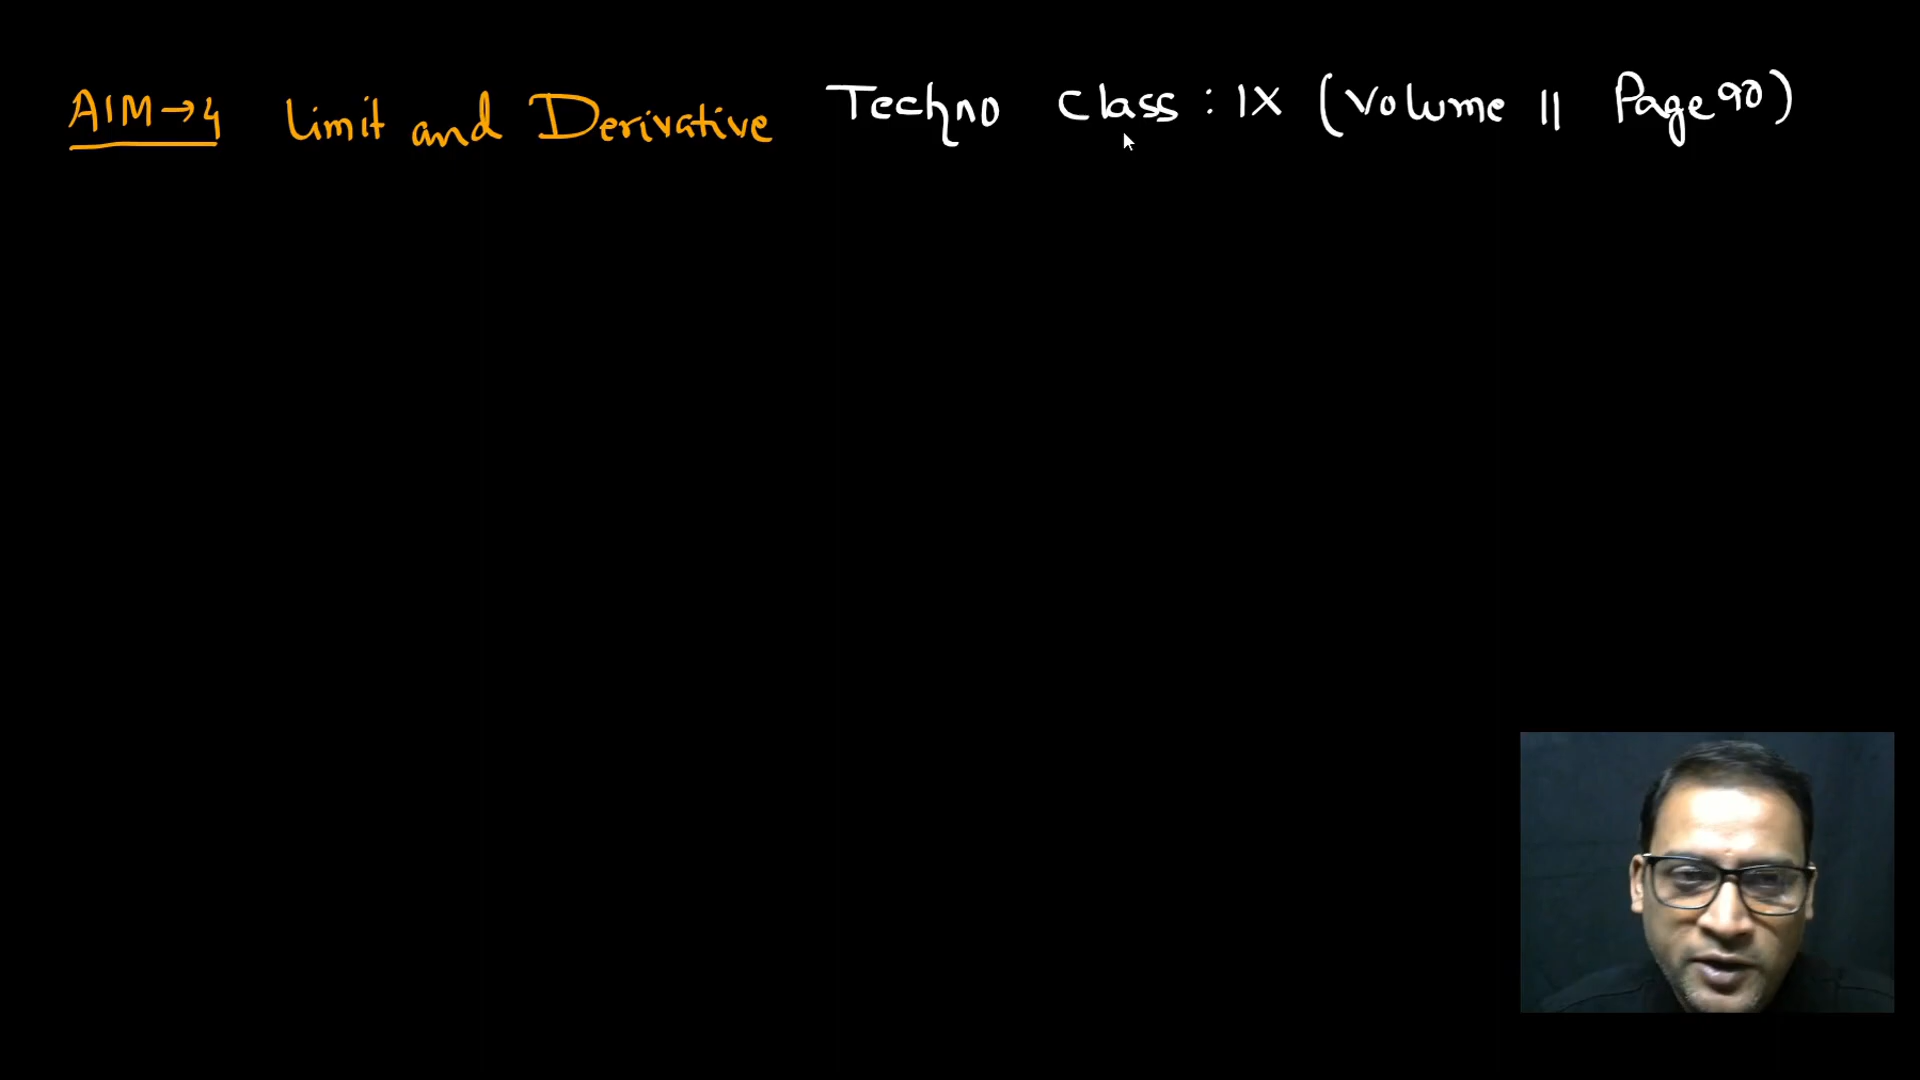 AIM→4 Limit and Derivative Techno Class : IX (Volume II Page 90)